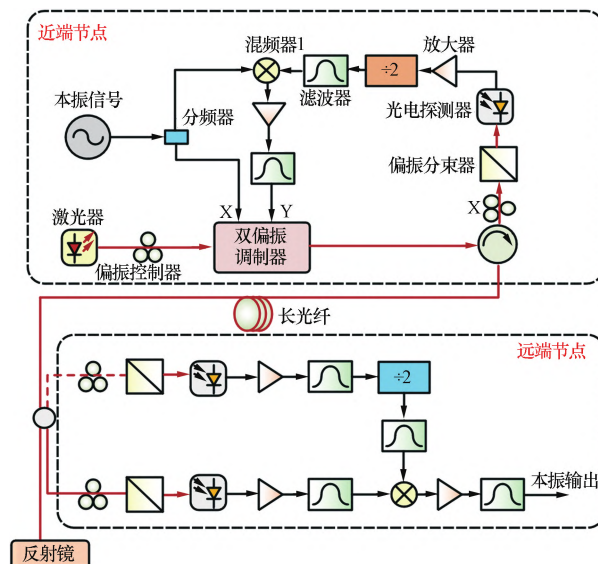 近端节点
混频器1
放大器
÷2
本振信号
滤波器
光电探测器
分频器
偏振分束器
X
激光器
X
Y
双偏振
调制器
偏振控制器
长光纤
远端节点
÷2
本振输出
反射镜